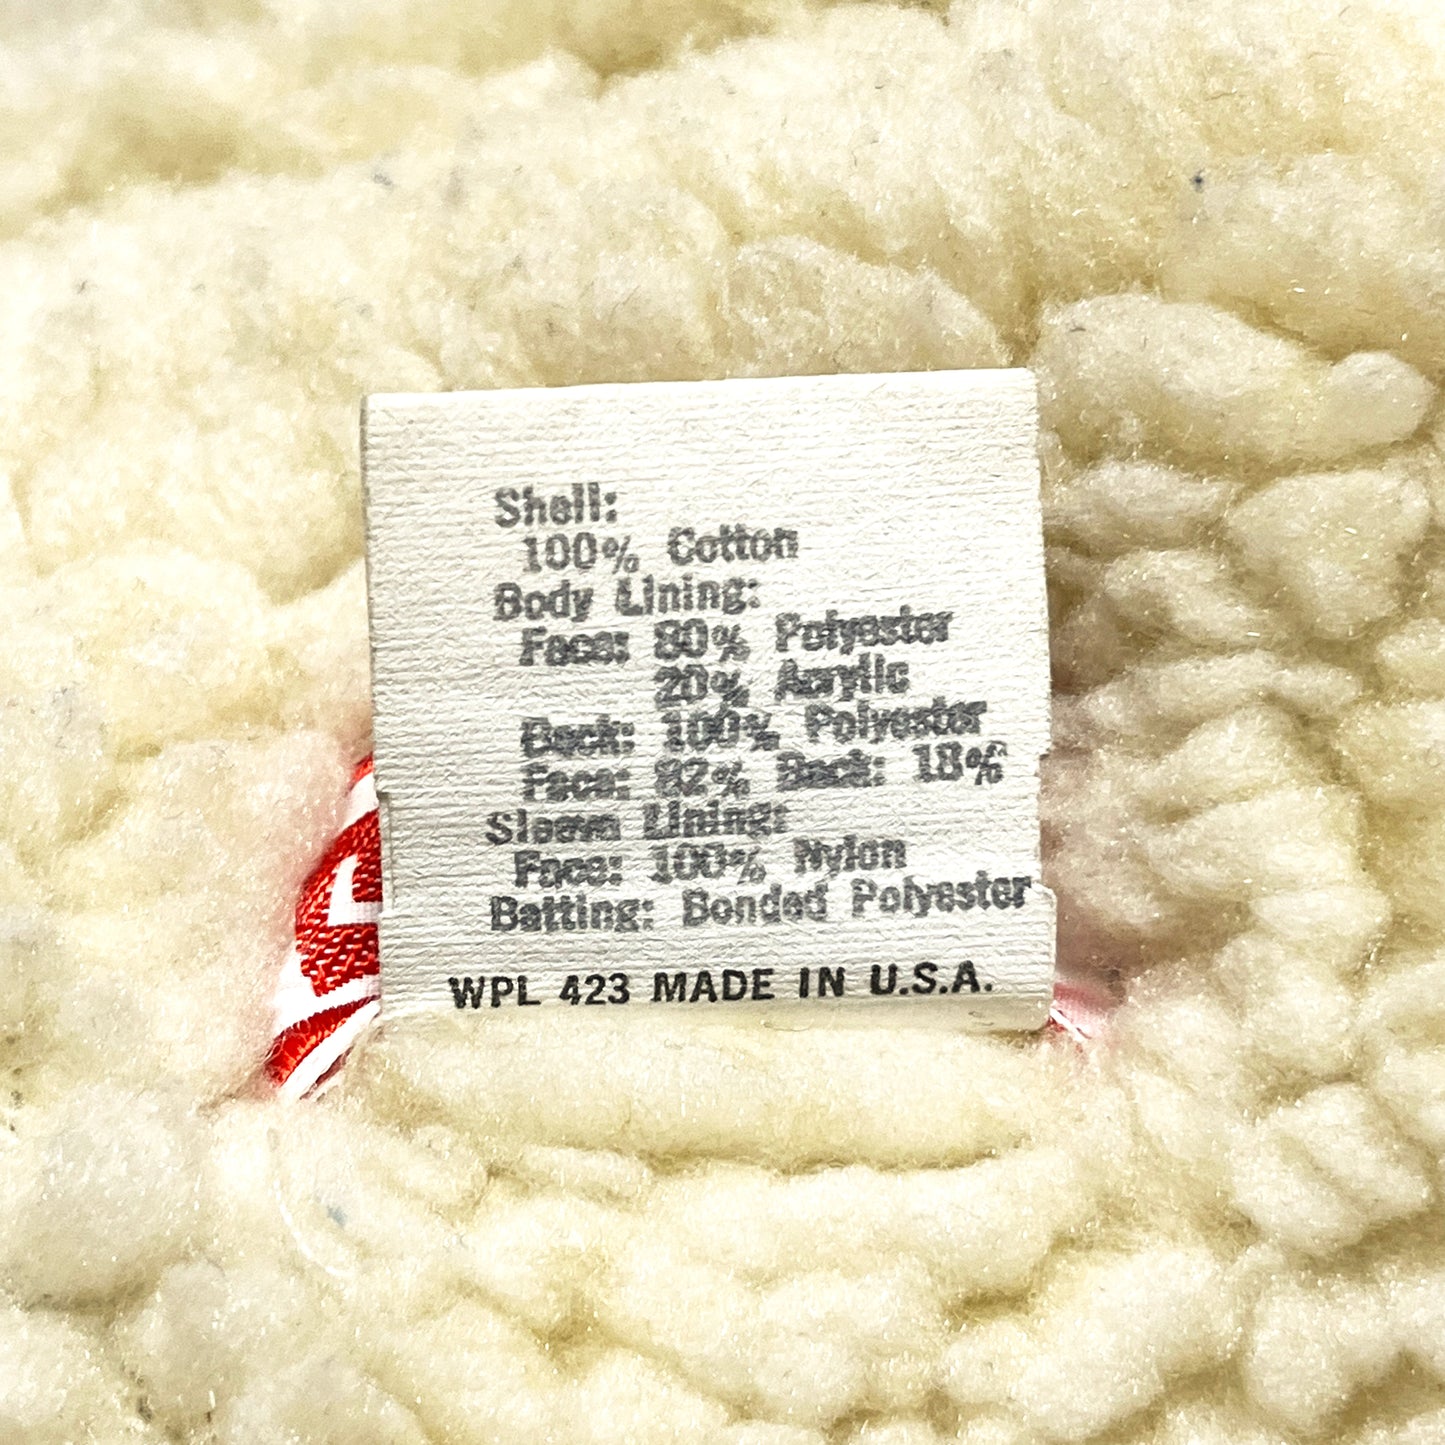 Shell:
100% Cotton
Body Lining:
Face: 80% Polyester
20% Acrylic
Back: 100% Polyester
Face: 82% Back: 18%
Sleeve Lining:
Face: 100% Nylon
Batting: Bonded Polyester
WPL 423 MADE IN U.S.A.